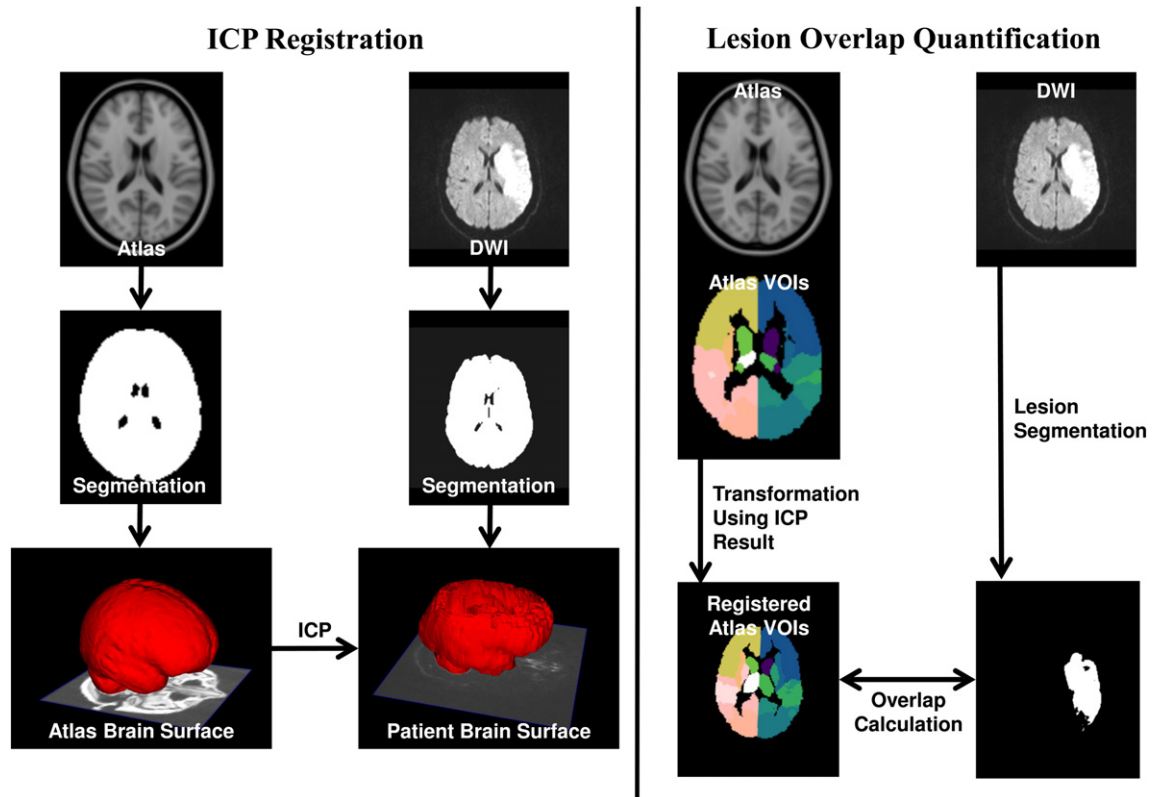 ICP Registration
Atlas
DWI
Segmentation
Segmentation
ICP
Atlas Brain Surface
Patient Brain Surface
Lesion Overlap Quantification
Atlas
DWI
Atlas VOIs
Lesion
Segmentation
Transformation
Using ICP
Result
Registered
Atlas VOIs
Overlap
Calculation